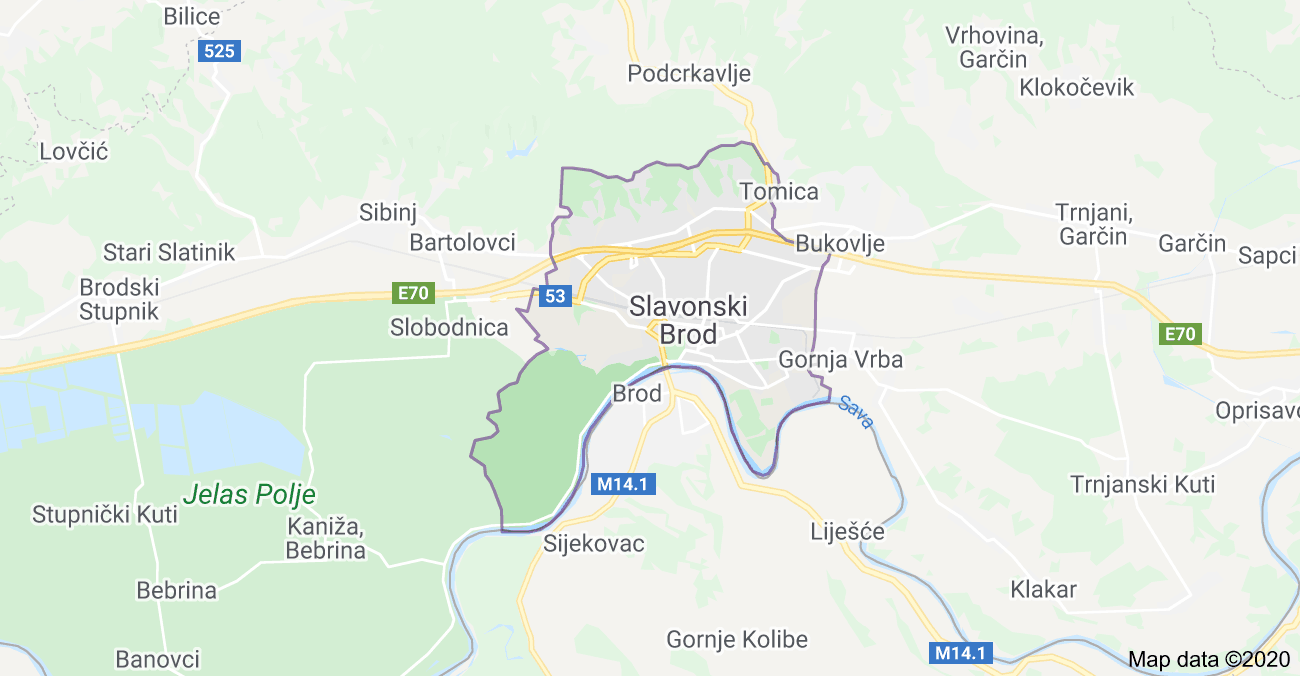 Bilice
525
Vrhovina,
Garčin
Podcrkavlje
Klokočevik
Lovčić
Tomica
Sibinj
Trnjani,
Garčin
Bartolovci
Bukovlje
Garčin
Stari Slatinik
Sapci
Brodski
Stupnik
E70
53
Slavonski
Brod
Slobodnica
E70
Gornja Vrba
Brod
Sava
Oprisavo
Jelas Polje
M14.1
Trnjanski Kuti
Stupnički Kuti
Kaniža,
Bebrina
Liješće
Sijekovac
Bebrina
Klakar
Gornje Kolibe
M14.1
Banovci
Map data ©2020